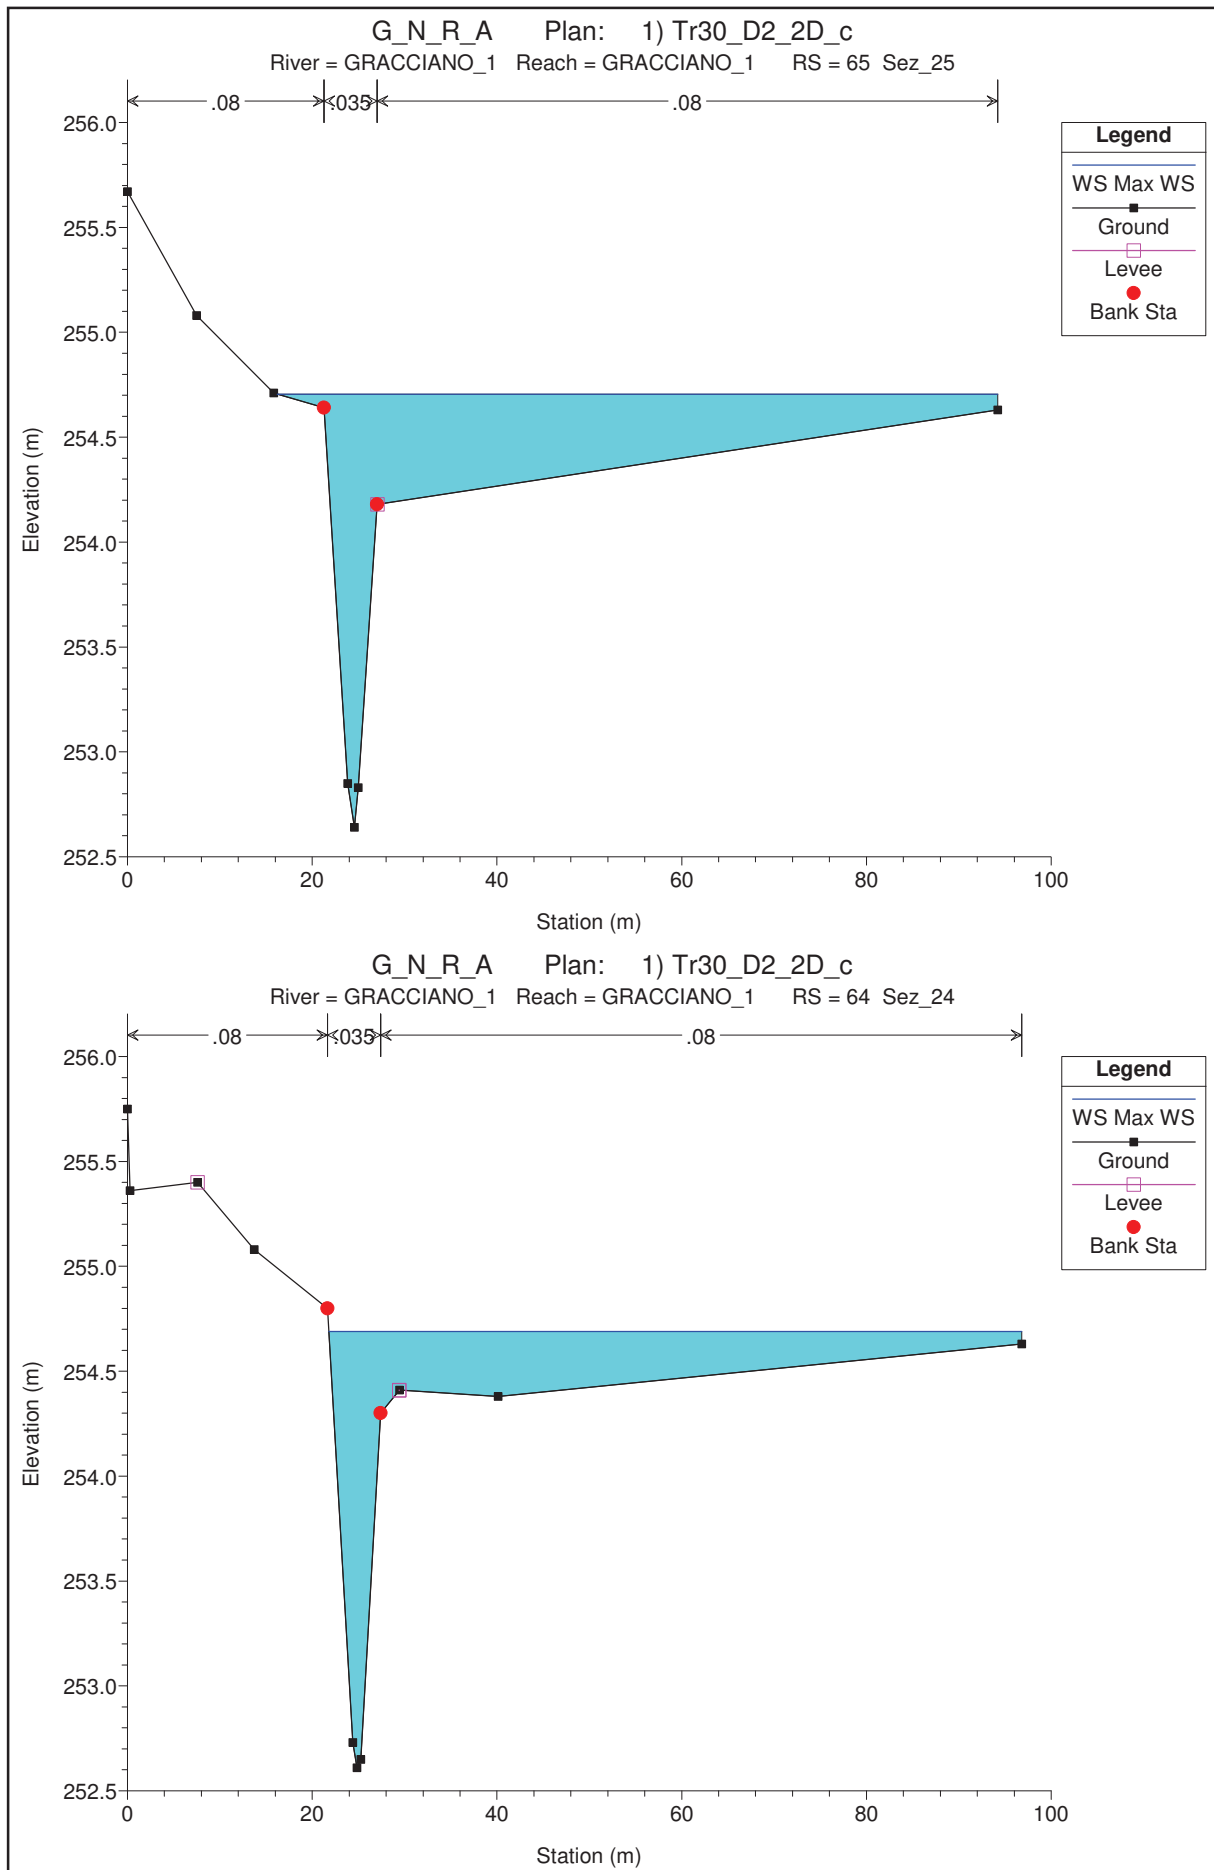 G_N_R_A Plan: 1) Tr30_D2_2D_c
River = GRACCIANO_1 Reach = GRACCIANO_1 RS = 65 Sez_25
.08 .035 .08
256.0
255.5
255.0
254.5
254.0
253.5
253.0
252.5
Elevation (m)
0 20 40 60 80 100
Station (m)
Legend
WS Max WS
Ground
Levee
Bank Sta
G_N_R_A Plan: 1) Tr30_D2_2D_c
River = GRACCIANO_1 Reach = GRACCIANO_1 RS = 64 Sez_24
.08 .035 .08
256.0
255.5
255.0
254.5
254.0
253.5
253.0
252.5
Elevation (m)
0 20 40 60 80 100
Station (m)
Legend
WS Max WS
Ground
Levee
Bank Sta